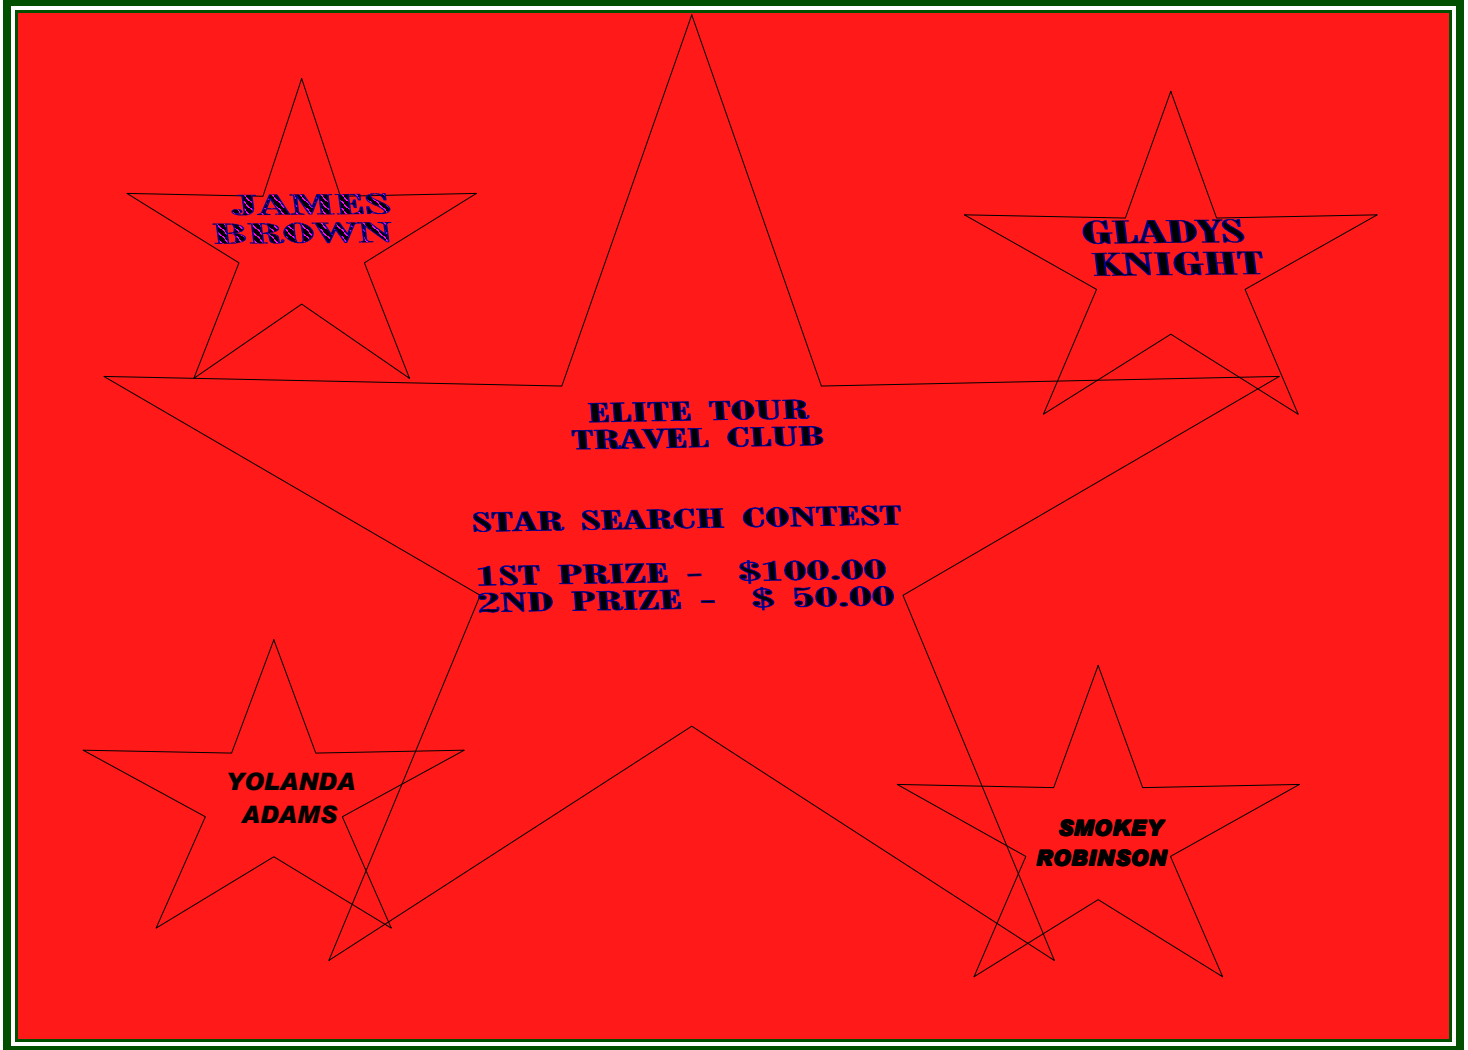 JAMES
BROWN
GLADYS
KNIGHT
ELITE TOUR
TRAVEL CLUB
STAR SEARCH CONTEST
1ST PRIZE - $100.00
2ND PRIZE - $ 50.00
YOLANDA
ADAMS
SMOKEY
ROBINSON